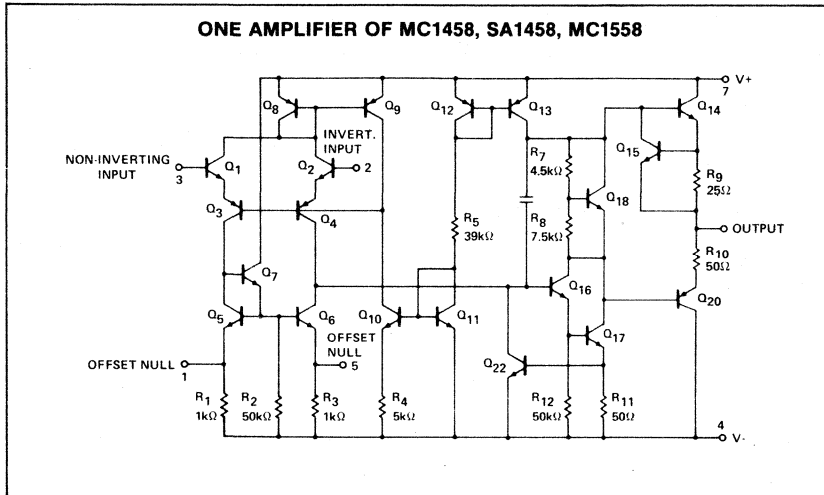 ONE AMPLIFIER OF MC1458, SA1458, MC1558
V+
7
Q8
Q9
Q12
Q13
Q14
INVERT.
INPUT
2
NON-INVERTING
INPUT
3
Q1
Q2
Q15
R7
4.5kΩ
R9
25Ω
Q3
Q4
Q18
R5
39kΩ
R8
7.5kΩ
OUTPUT
R10
50Ω
Q7
Q16
Q20
Q5
Q6
Q10
Q11
Q17
OFFSET
NULL
5
Q22
OFFSET NULL
1
R1
1kΩ
R2
50kΩ
R3
1kΩ
R4
5kΩ
R12
50kΩ
R11
50Ω
4
V-